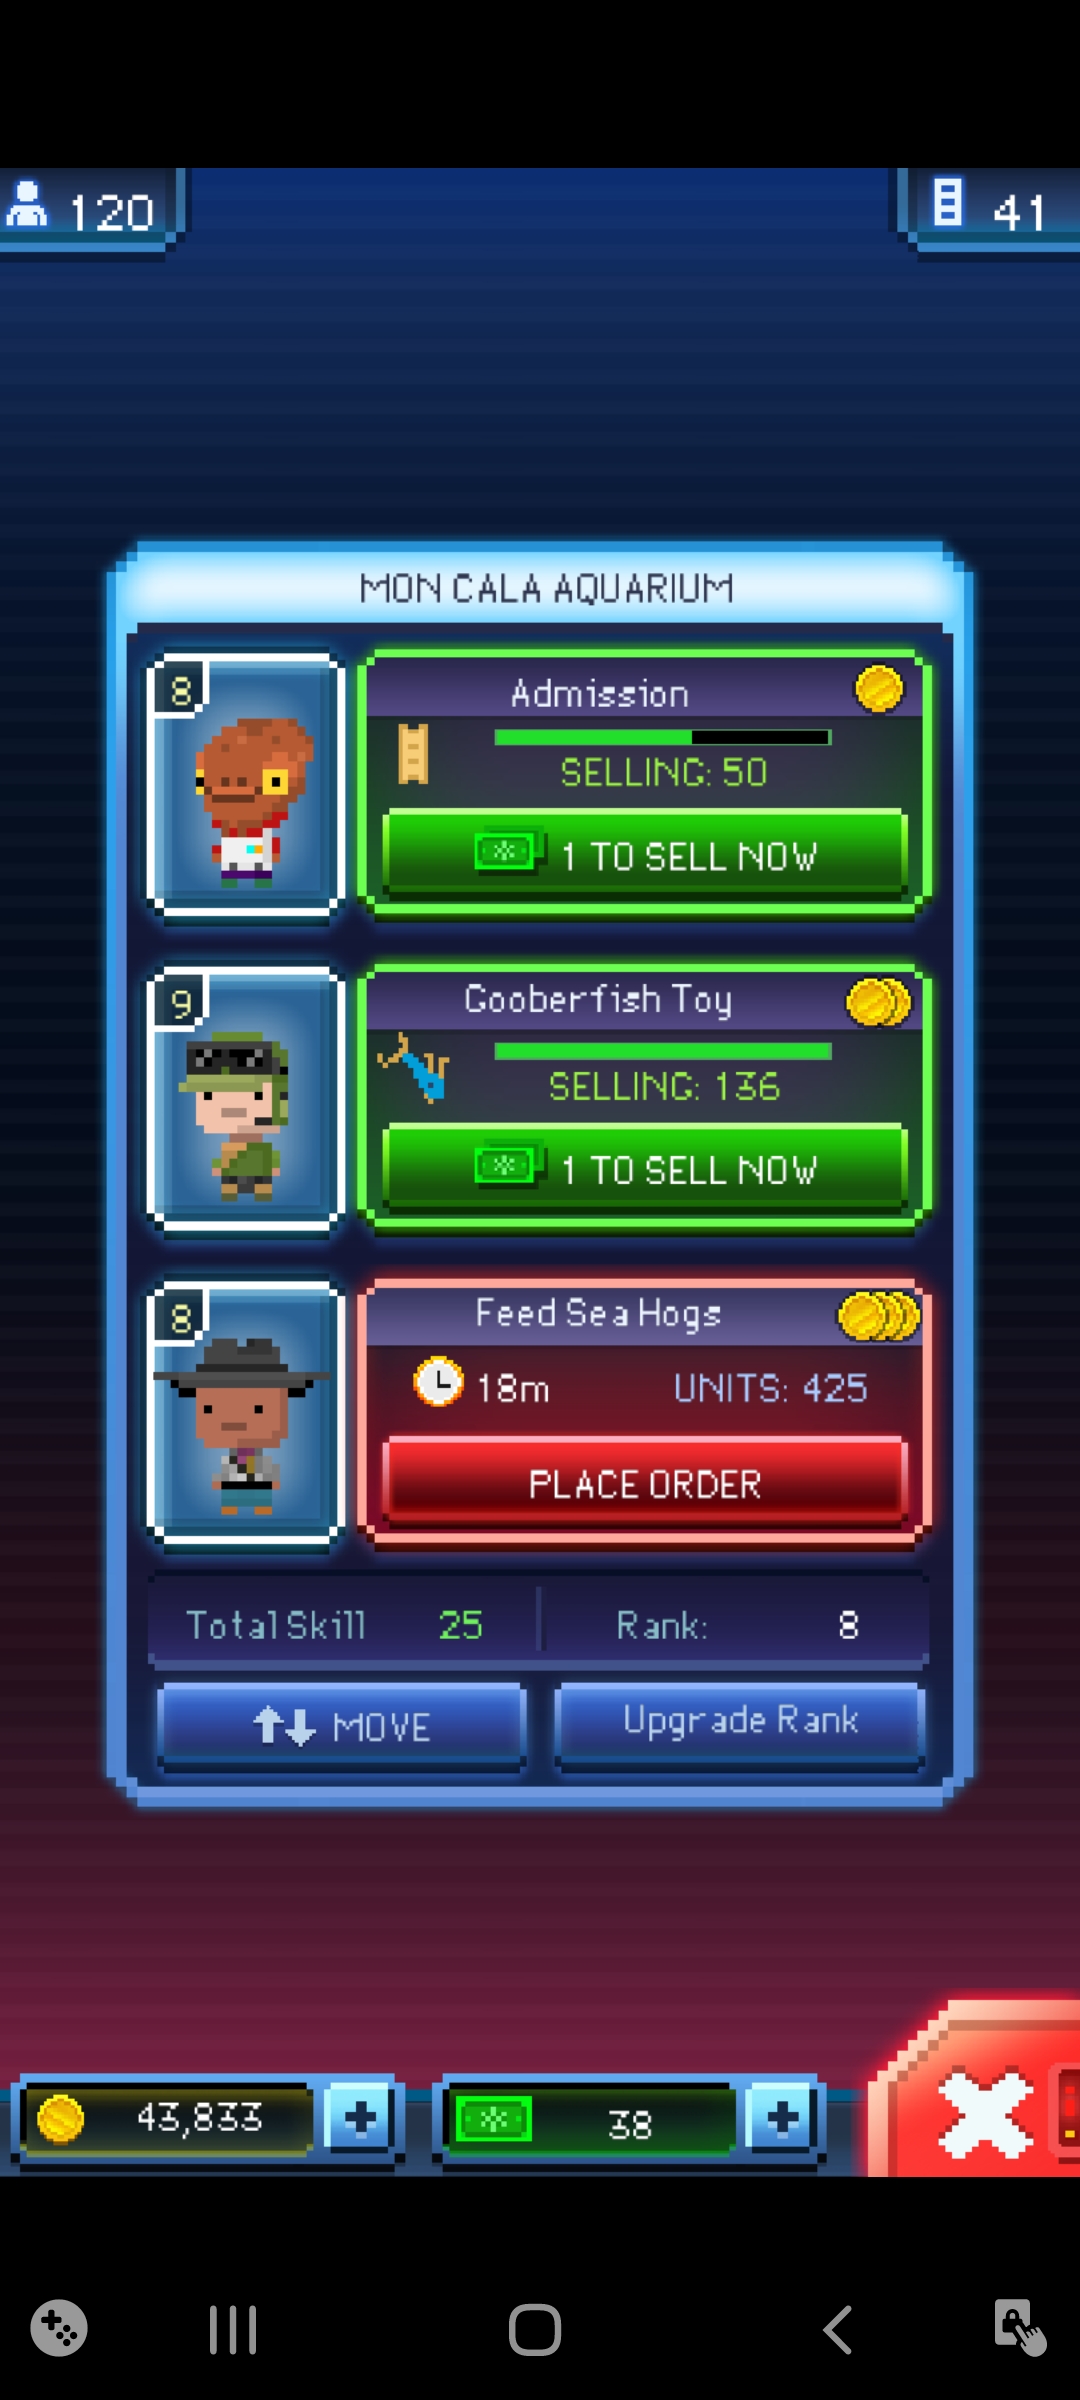 120
41
MON CALA AQUARIUM
8
Admission
SELLING: 50
1 TO SELL NOW
9
Gooberfish Toy
SELLING: 136
1 TO SELL NOW
8
Feed Sea Hogs
18m UNITS: 425
PLACE ORDER
Total Skill 25 Rank: 8
MOVE Upgrade Rank
43,833 38